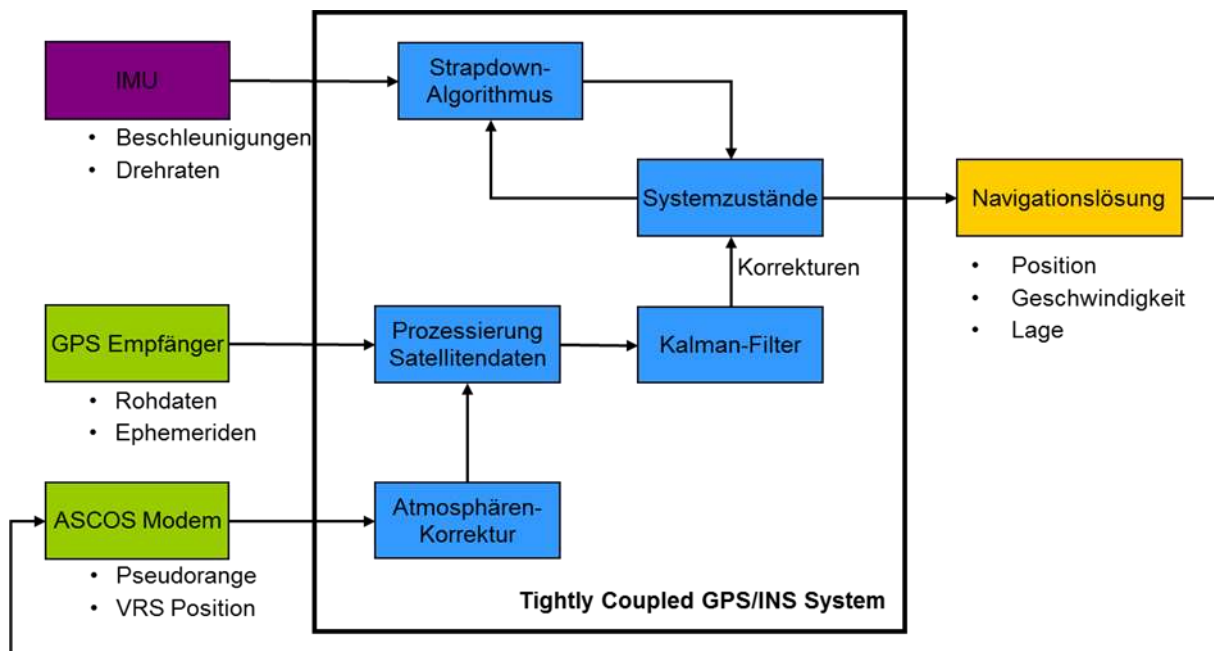 IMU
• Beschleunigungen
• Drehraten
Strapdown-
Algorithmus
Systemzustände
Navigationslösung
• Position
• Geschwindigkeit
• Lage
Korrekturen
GPS Empfänger
• Rohdaten
• Ephemeriden
Prozessierung
Satellitendaten
Kalman-Filter
ASCOS Modem
• Pseudorange
• VRS Position
Atmosphären-
Korrektur
Tightly Coupled GPS/INS System